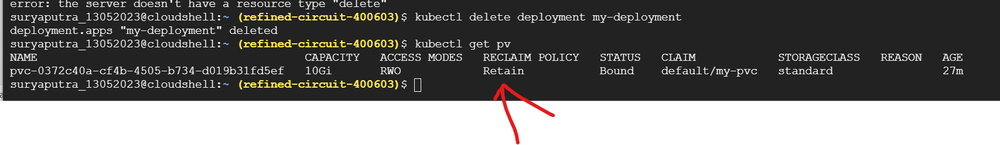 error: the server doesn't have a resource type "delete"
suryaputra_13052023@cloudshell:~ (refined-circuit-400603)$ kubectl delete deployment my-deployment
deployment.apps "my-deployment" deleted
suryaputra_13052023@cloudshell:~ (refined-circuit-400603)$ kubectl get pv
NAME CAPACITY ACCESS MODES RECLAIM POLICY STATUS CLAIM STORAGECLASS REASON AGE
pvc-0372c40a-cf4b-4505-b734-d019b31fd5ef 10Gi RWO Retain Bound default/my-pvc standard 27m
suryaputra_13052023@cloudshell:~ (refined-circuit-400603)$